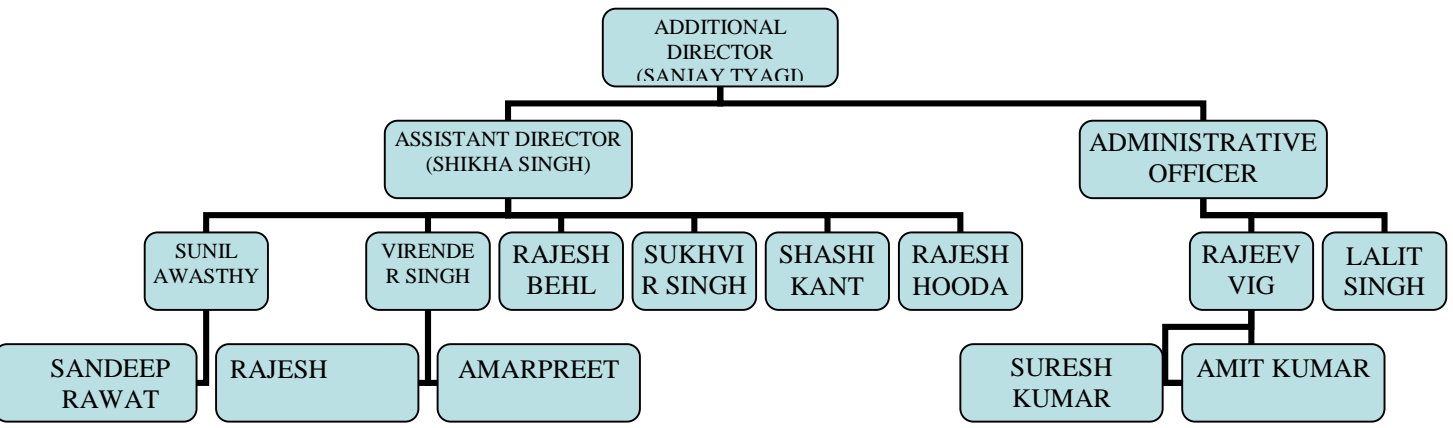 ADDITIONAL
DIRECTOR
(SANJAY TYAGI)
ASSISTANT DIRECTOR
(SHIKHA SINGH)
ADMINISTRATIVE
OFFICER
SUNIL
AWASTHY
VIRENDE
R SINGH
RAJESH
BEHL
SUKHVI
R SINGH
SHASHI
KANT
RAJESH
HOODA
RAJEEV
VIG
LALIT
SINGH
SANDEEP
RAWAT
RAJESH
AMARPREET
SURESH
KUMAR
AMIT KUMAR